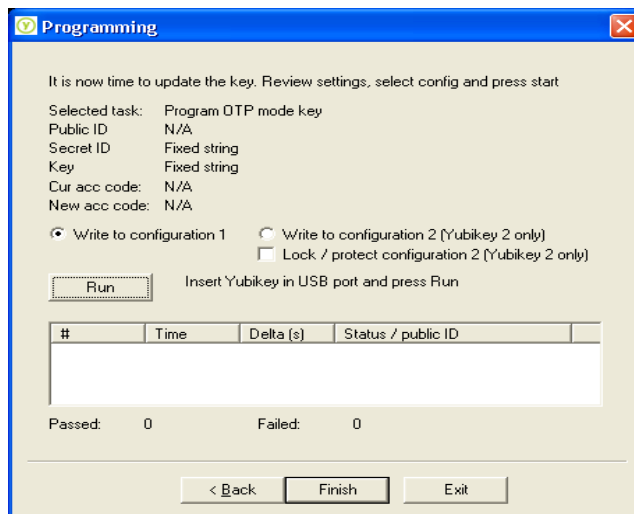 Programming
It is now time to update the key. Review settings, select config and press start
Selected task: Program OTP mode key
Public ID N/A
Secret ID Fixed string
Key Fixed string
Cur acc code: N/A
New acc code: N/A
Write to configuration 1 Write to configuration 2 (Yubikey 2 only)
Lock / protect configuration 2 (Yubikey 2 only)
Run Insert Yubikey in USB port and press Run
# Time Delta (s) Status / public ID
Passed: 0 Failed: 0
< Back Finish Exit